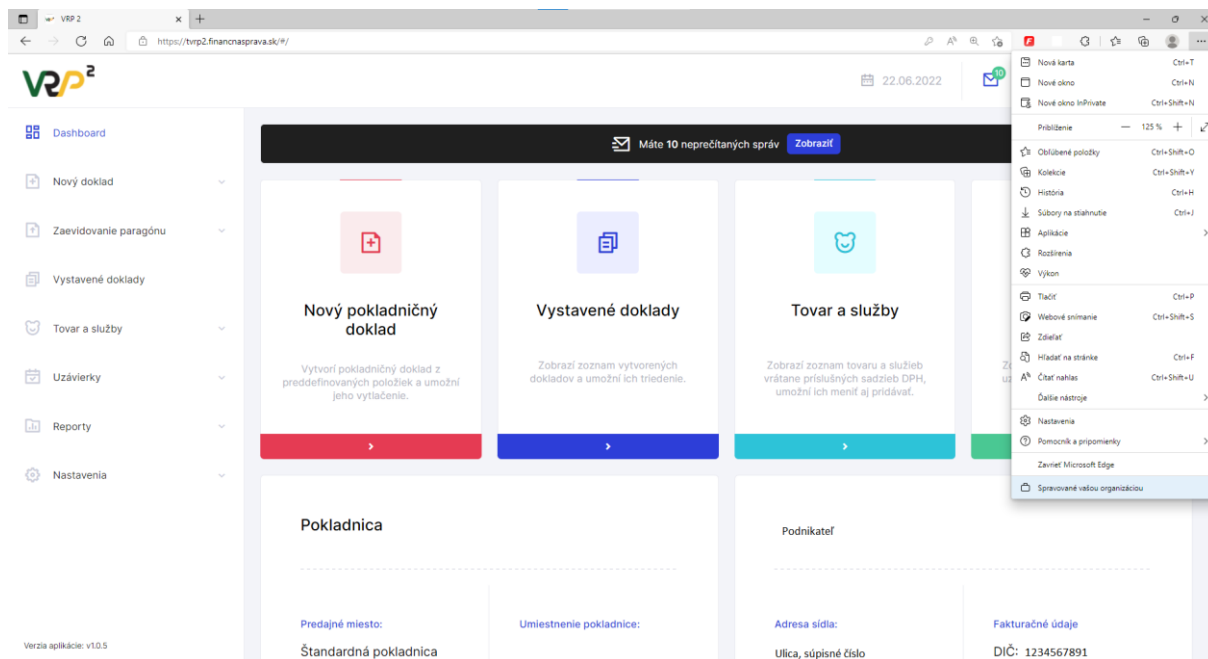 VRP 2
https://tvrp2.financnasprava.sk/#/
VRP2
22.06.2022
10
Dashboard
Nový doklad
Zaevidovanie paragónu
Vystavené doklady
Tovar a služby
Uzávierky
Reporty
Nastavenia
Verzia aplikácie: v1.0.5
Máte 10 neprečítaných správ
Zobraziť
Nový pokladničný
doklad
Vytvorí pokladničný doklad z
preddefinovaných položiek a umožní
jeho vytlačenie.
Vystavené doklady
Zobrazí zoznam vytvorených
dokladov a umožní ich triedenie.
Tovar a služby
Zobrazí zoznam tovaru a služieb
vrátane príslušných sadzieb DPH,
umožní ich meniť aj pridávať.
Pokladnica
Predajné miesto:
Štandardná pokladnica
Umiestnenie pokladnice:
Podnikateľ
Adresa sídla:
Ulica, súpisné číslo
Fakturačné údaje
DIČ: 1234567891
Nová karta Ctrl+T
Nové okno Ctrl+N
Nové okno InPrivate Ctrl+Shift+N
Priblíženie — 125 % +
Obľúbené položky Ctrl+Shift+O
Kolekcie Ctrl+Shift+Y
História Ctrl+H
Súbory na stiahnutie Ctrl+J
Aplikácie
Rozšírenia
Výkon
Tlačiť Ctrl+P
Webové snímanie Ctrl+Shift+S
Zdieľať
Hľadať na stránke Ctrl+F
Čítať nahlas Ctrl+Shift+U
Ďalšie nástroje
Nastavenia
Pomocník a pripomienky
Zavrieť Microsoft Edge
Spravované vašou organizáciou